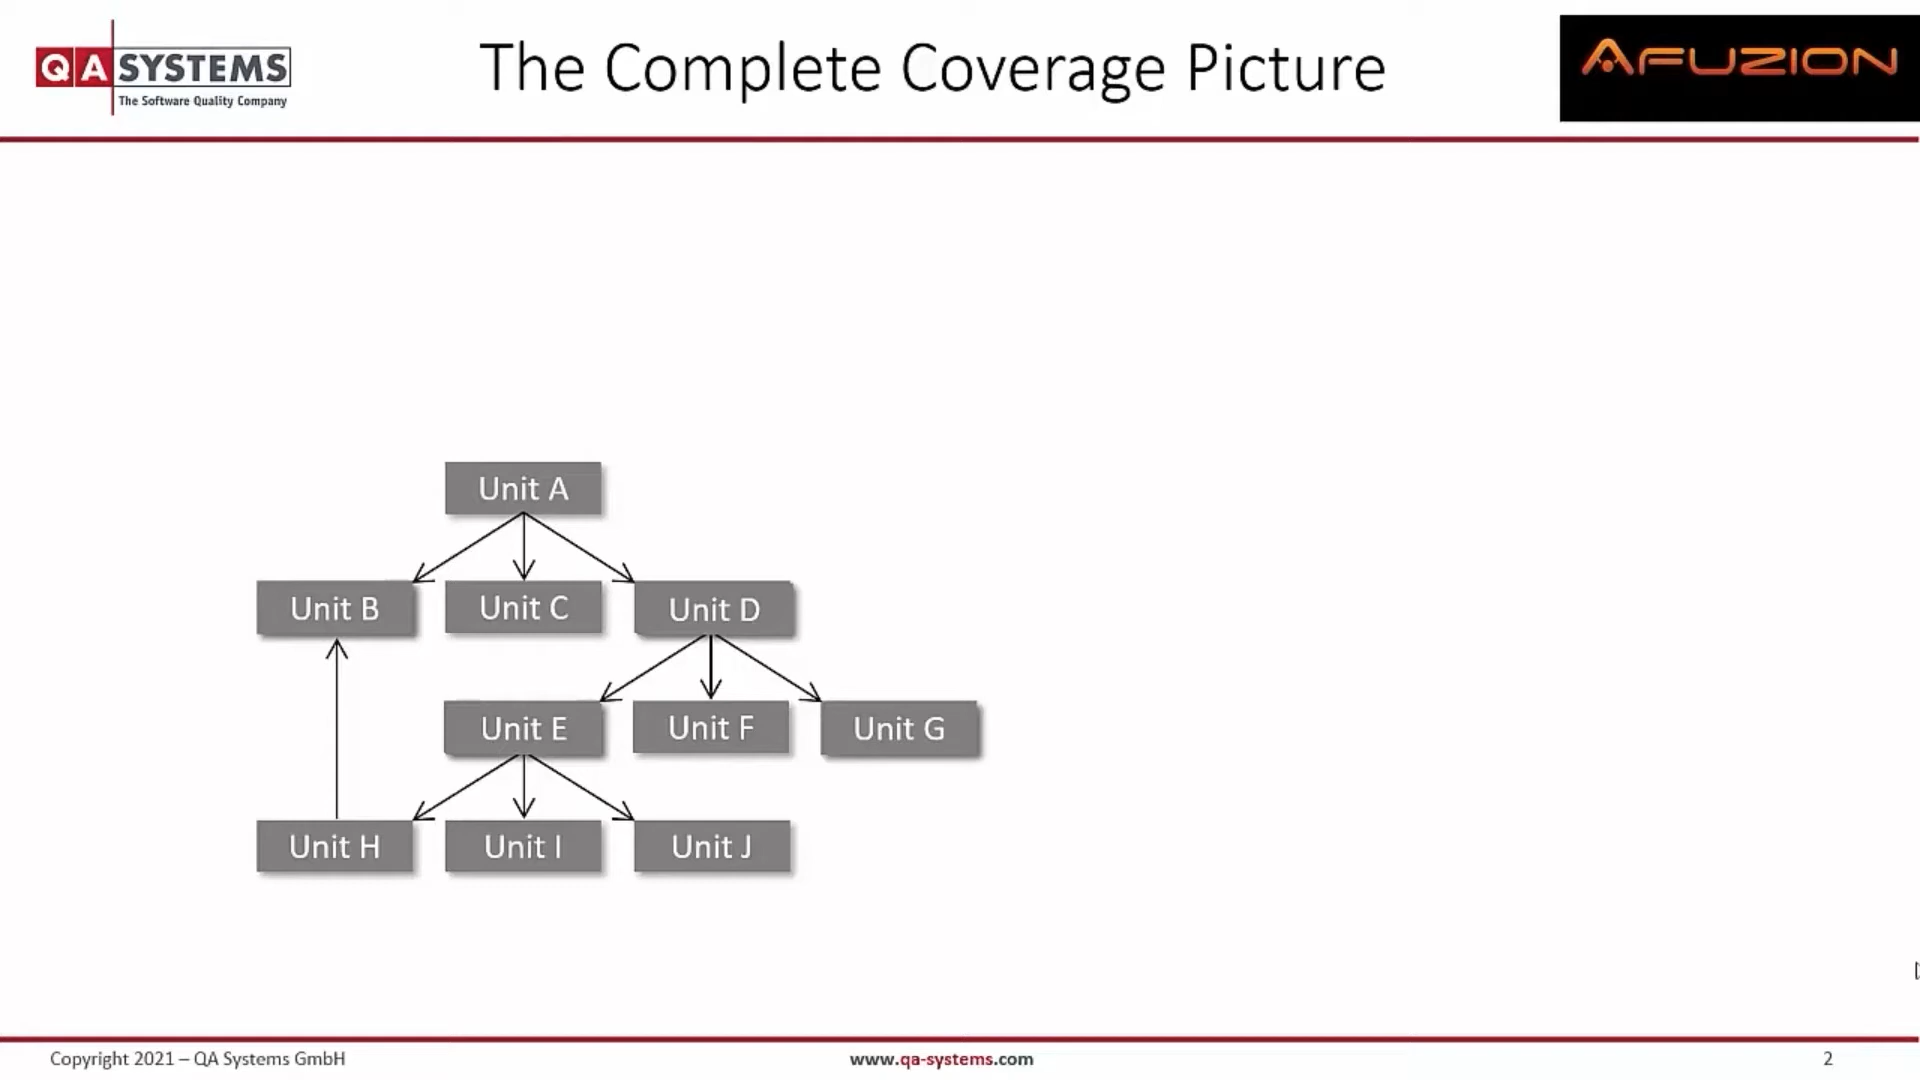 QA SYSTEMS
The Software Quality Company
The Complete Coverage Picture
AFUZION
Unit A
Unit B
Unit C
Unit D
Unit E
Unit F
Unit G
Unit H
Unit I
Unit J
Copyright 2021 – QA Systems GmbH
www.qa-systems.com
2